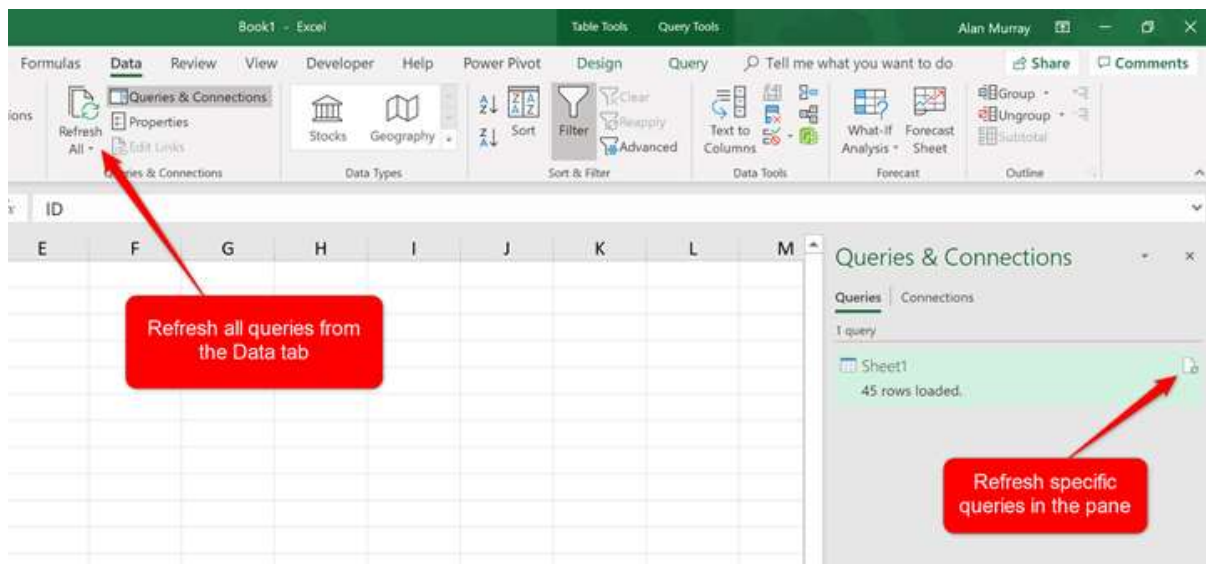 Book1 - Excel
Table Tools Query Tools
Alan Murray
Formulas Data Review View Developer Help Power Pivot Design Query Tell me what you want to do Share Comments
ions
Refresh
All
Queries & Connections
Properties
Edit Links
Queries & Connections
Stocks Geography
Data Types
Sort
Filter
Clear
Reapply
Advanced
Sort & Filter
Text to
Columns
Data Tools
What-If
Analysis
Forecast
Sheet
Forecast
Group
Ungroup
Subtotal
Outline
ID
E F G H I J K L M
Refresh all queries from
the Data tab
Queries & Connections
Queries Connections
1 query
Sheet1
45 rows loaded.
Refresh specific
queries in the pane